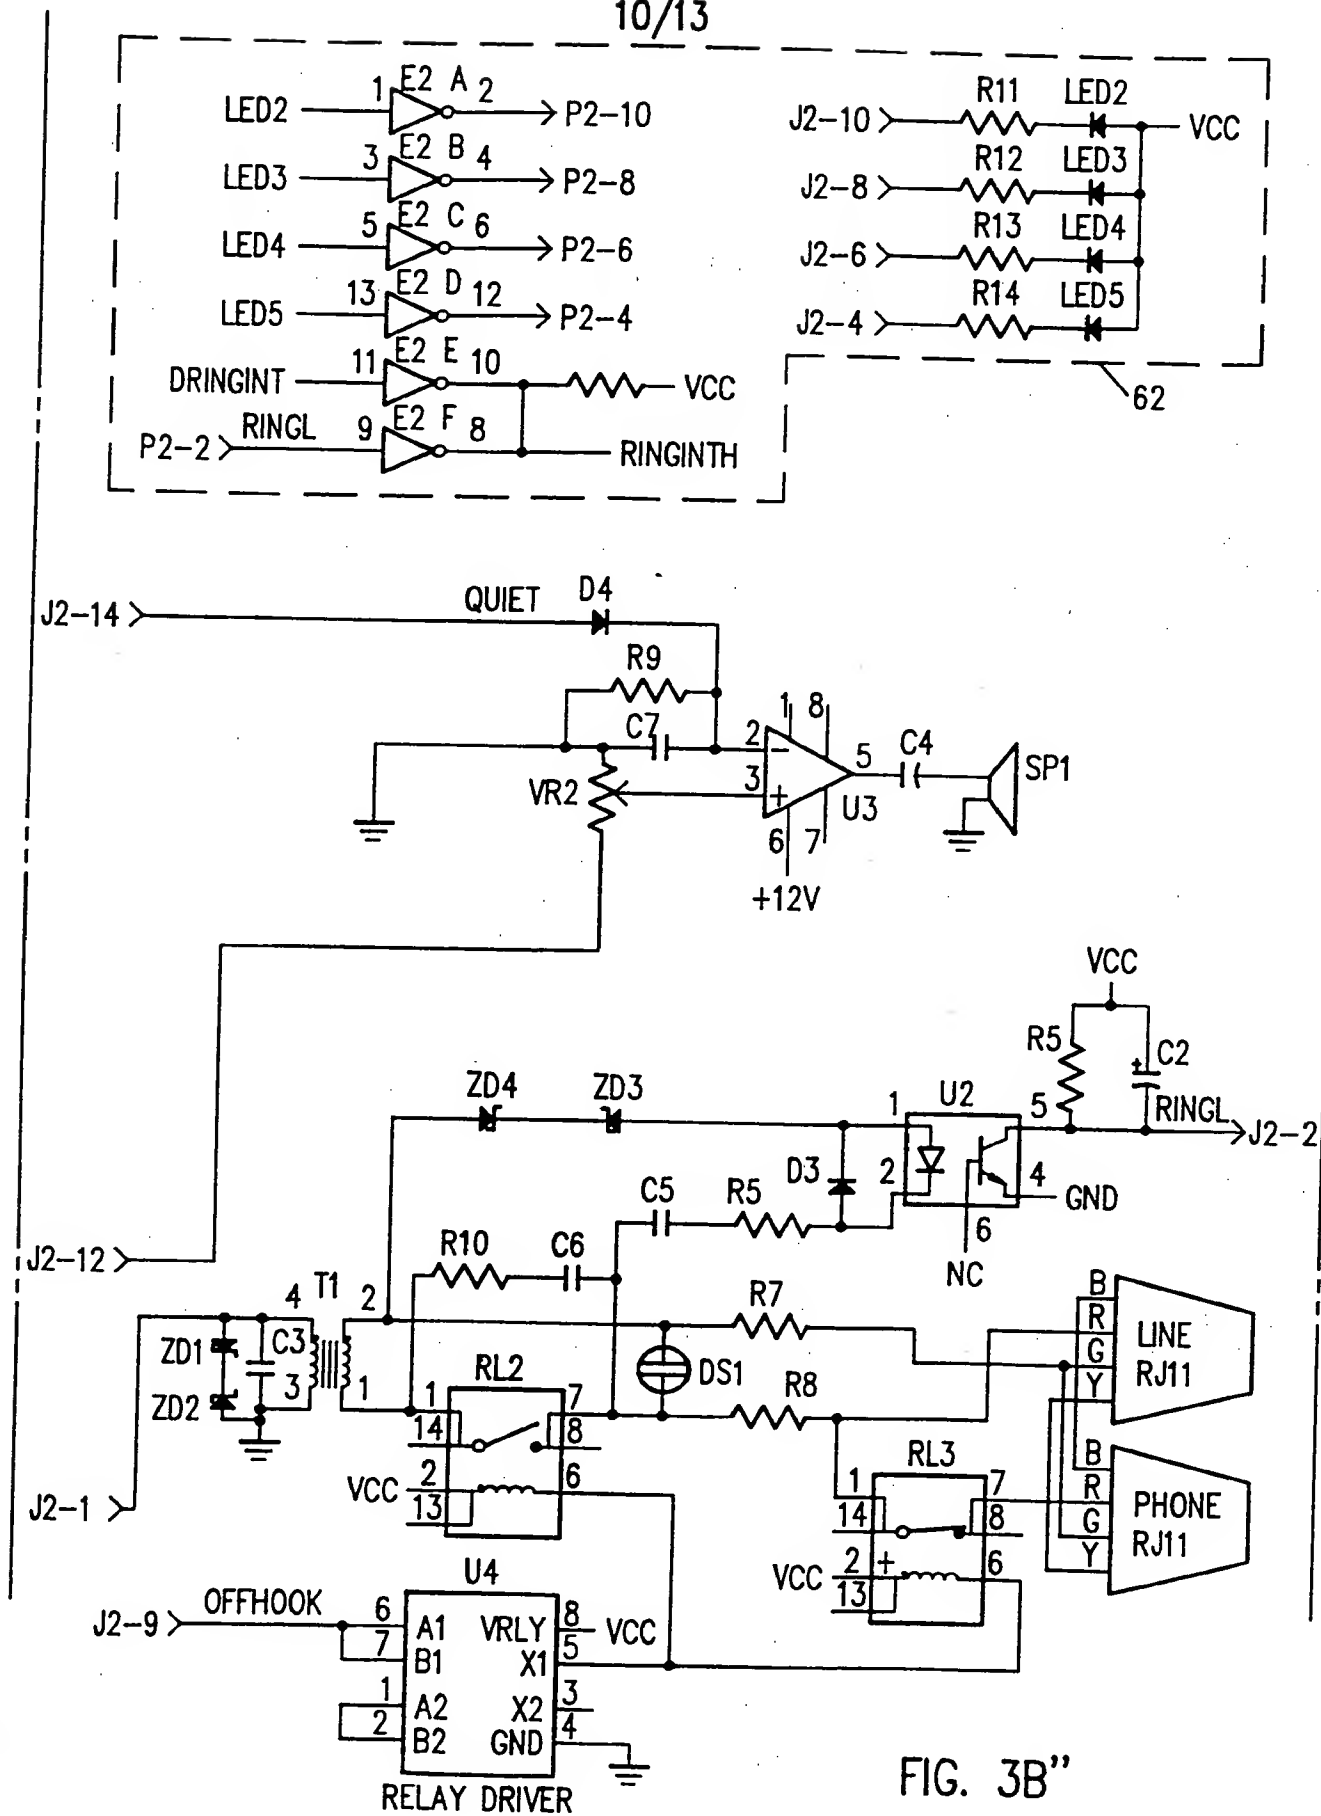 10/13
LED2 1 E2 A 2 P2-10
LED3 3 E2 B 4 P2-8
LED4 5 E2 C 6 P2-6
LED5 13 E2 D 12 P2-4
DRINGINT 11 E2 E 10 VCC
P2-2 RINGL 9 E2 F 8 RINGINTH
J2-10 R11 LED2 VCC
J2-8 R12 LED3
J2-6 R13 LED4
J2-4 R14 LED5
62
J2-14 QUIET D4
R9
C7 2 - 1 8
VR2 3 + 5 C4 SP1
U3
6 7
+12V
VCC
R5 + C2
ZD4 ZD3 1 U2 5 RINGL J2-2
D3 2 4 GND
C5 R5 6
NC
J2-12 R10 C6
T1
4 2 R7
ZD1 C3
ZD2 3 1
RL2 DS1 R8
1 7
14 8
VCC 2 6
13
J2-1
B LINE
R RJ11
G
Y
RL3
1 7
14 8
VCC 2 + 6
13
B PHONE
R RJ11
G
Y
U4
J2-9 OFFHOOK 6 A1 VRLY 8 VCC
7 B1 X1 5
1 A2 X2 3
2 B2 GND 4
RELAY DRIVER
FIG. 3B”